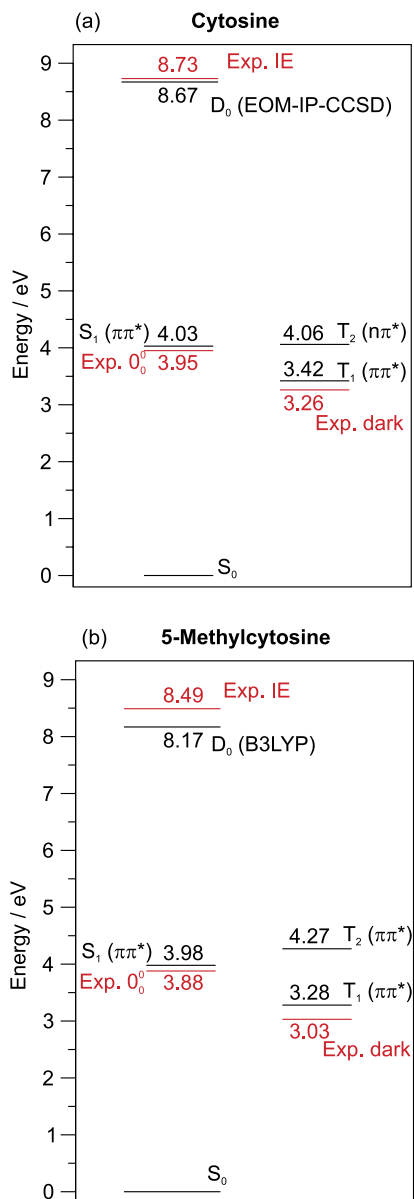 (a) Cytosine
9
8.73 Exp. IE
8.67 D₀ (EOM-IP-CCSD)
8
7
6
5
Energy / eV
S₁ (ππ*) 4.03 4.06 T₂ (nπ*)
4
Exp. 0⁰₀ 3.95 3.42 T₁ (ππ*)
3.26
3
Exp. dark
2
1
S₀
0
(b) 5-Methylcytosine
9
8.49 Exp. IE
8.17 D₀ (B3LYP)
8
7
6
5
Energy / eV
4.27 T₂ (ππ*)
S₁ (ππ*) 3.98
4
Exp. 0⁰₀ 3.88 3.28 T₁ (ππ*)
3
3.03
Exp. dark
2
1
S₀
0